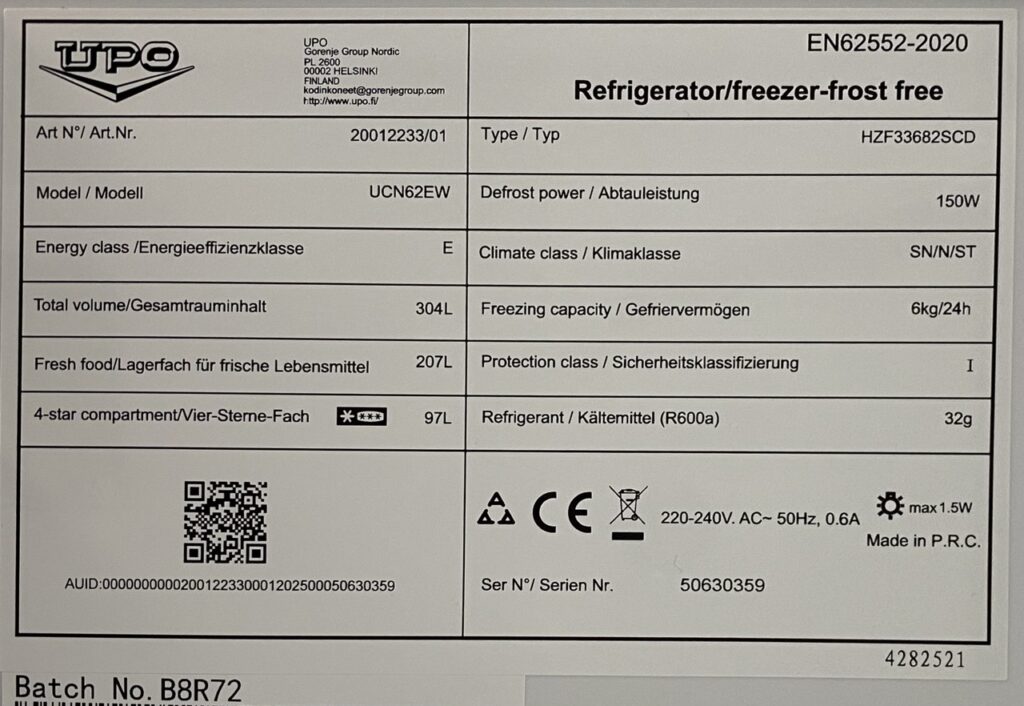 UPO
UPO
Gorenje Group Nordic
PL 2600
00002 HELSINKI
FINLAND
kodinkoneet@gorenjegroup.com
http://www.upo.fi/
EN62552-2020
Refrigerator/freezer-frost free
Art N°/ Art.Nr. 20012233/01
Type / Typ HZF33682SCD
Model / Modell UCN62EW
Defrost power / Abtauleistung 150W
Energy class /Energieeffizienzklasse E
Climate class / Klimaklasse SN/N/ST
Total volume/Gesamtrauminhalt 304L
Freezing capacity / Gefriervermögen 6kg/24h
Fresh food/Lagerfach für frische Lebensmittel 207L
Protection class / Sicherheitsklassifizierung I
4-star compartment/Vier-Sterne-Fach 97L
Refrigerant / Kältemittel (R600a) 32g
AUID:0000000000200122330001202500050630359
CE
220-240V. AC~ 50Hz, 0.6A
max1.5W
Made in P.R.C.
Ser N°/ Serien Nr. 50630359
4282521
Batch No. B8R72